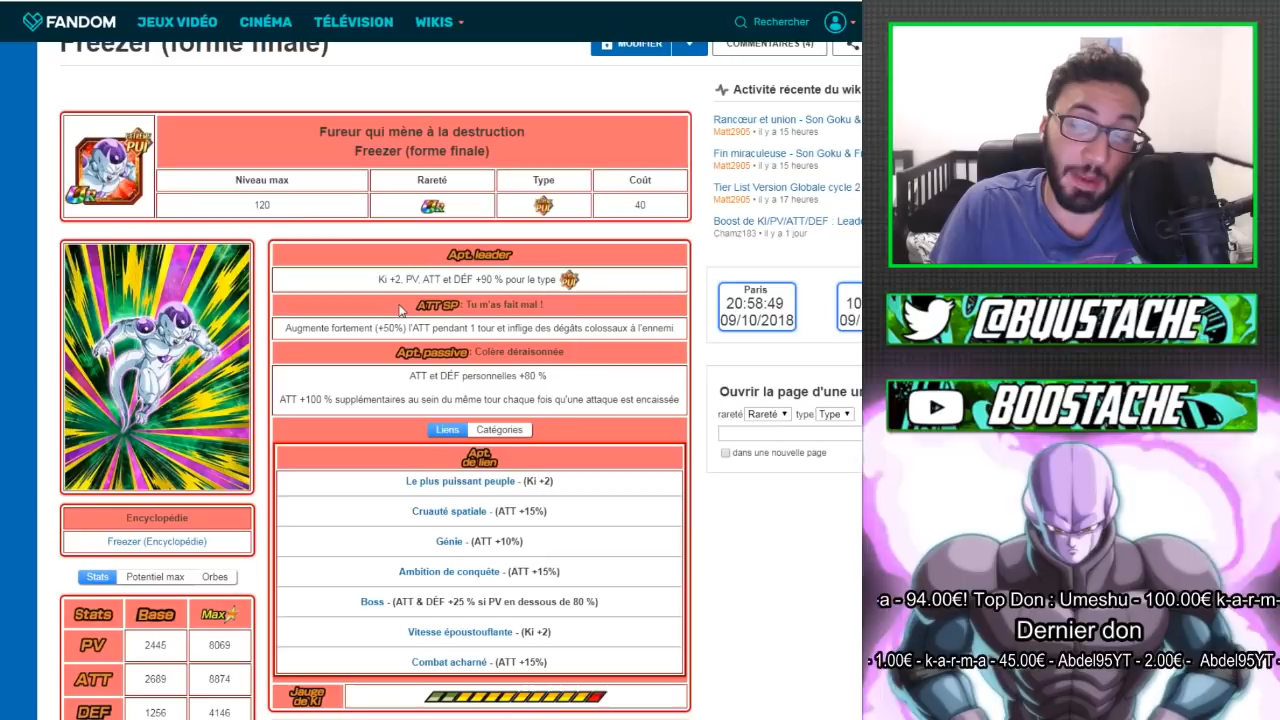 FANDOM JEUX VIDÉO CINÉMA TÉLÉVISION WIKIS Rechercher
Freezer (forme finale)
MODIFIER COMMENTAIRES (4)
Activité récente du wik
Rancœur et union - Son Goku &
Matt2905 • il y a 15 heures
Fin miraculeuse - Son Goku & Fr
Matt2905 • il y a 15 heures
Tier List Version Globale cycle 2
Matt2905 • il y a 17 heures
Boost de KI/PV/ATT/DEF : Leade
Chamz183 • il y a 1 jour
Fureur qui mène à la destruction
Freezer (forme finale)
Niveau max Rareté Type Coût
120 LR PUI 40
EXTRÊME PUI
LR
Apt. leader
Ki +2, PV, ATT et DÉF +90 % pour le type PUI
ATT SP: Tu m'as fait mal !
Augmente fortement (+50%) l'ATT pendant 1 tour et inflige des dégâts colossaux à l'ennemi
Apt. passive: Colère déraisonnée
ATT et DÉF personnelles +80 %
ATT +100 % supplémentaires au sein du même tour chaque fois qu'une attaque est encaissée
Liens Catégories
Apt. de lien
Le plus puissant peuple - (Ki +2)
Cruauté spatiale - (ATT +15%)
Génie - (ATT +10%)
Ambition de conquête - (ATT +15%)
Boss - (ATT & DÉF +25 % si PV en dessous de 80 %)
Vitesse époustouflante - (Ki +2)
Combat acharné - (ATT +15%)
Jauge de Ki
Encyclopédie
Freezer (Encyclopédie)
Stats Potentiel max Orbes
Stats Base Max
PV 2445 8069
ATT 2689 8874
DEF 1256 4146
Paris
20:58:49
09/10/2018
10
09/
Ouvrir la page d'une u
rareté Rareté type Type
dans une nouvelle page
@BUUSTACHE
BOOSTACHE
-a - 94.00€! Top Don : Umeshu - 100.00€ k-a-r-m-
Dernier don
- 1.00€ - k-a-r-m-a - 45.00€ - Abdel95YT - 2.00€ - Abdel95YT -